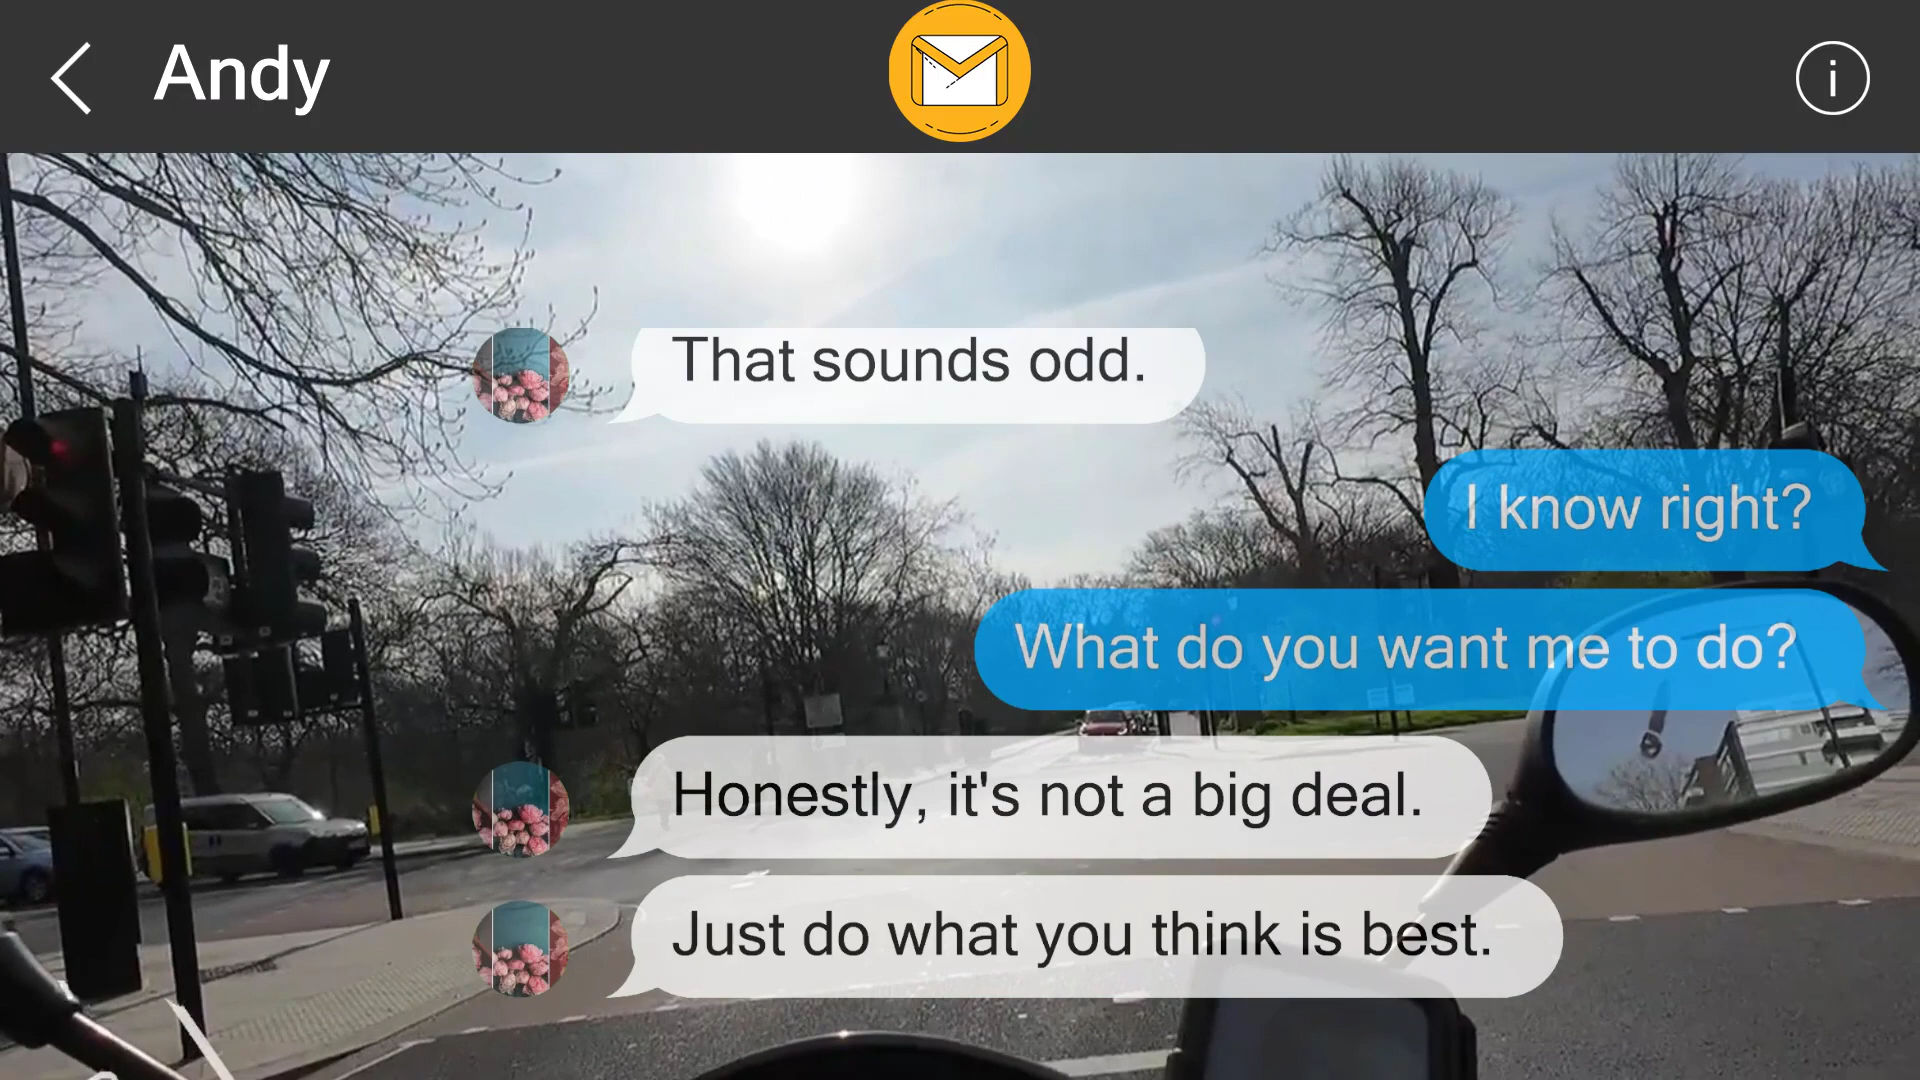 Andy
That sounds odd.
I know right?
What do you want me to do?
Honestly, it's not a big deal.
Just do what you think is best.